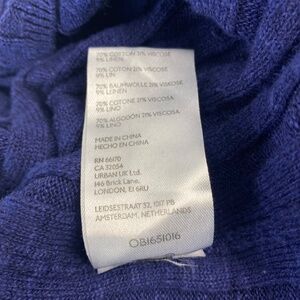 70% COTTON 21% VISCOSE
9% LINEN
70% COTON 21% VISCOSE
9% LIN
70% BAUMWOLLE 21% VISKOSE
9% LEINEN
70% COTONE 21% VISCOSA
9% LINO
70% ALGODÓN 21% VISCOSA
9% LINO
MADE IN CHINA
HECHO EN CHINA
RN 66170
CA 32054
URBAN UK Ltd.
146 Brick Lane,
LONDON, E1 6RU
LEIDSESTRAAT 32, 1017 PB
AMSTERDAM, NETHERLANDS
OB1651016